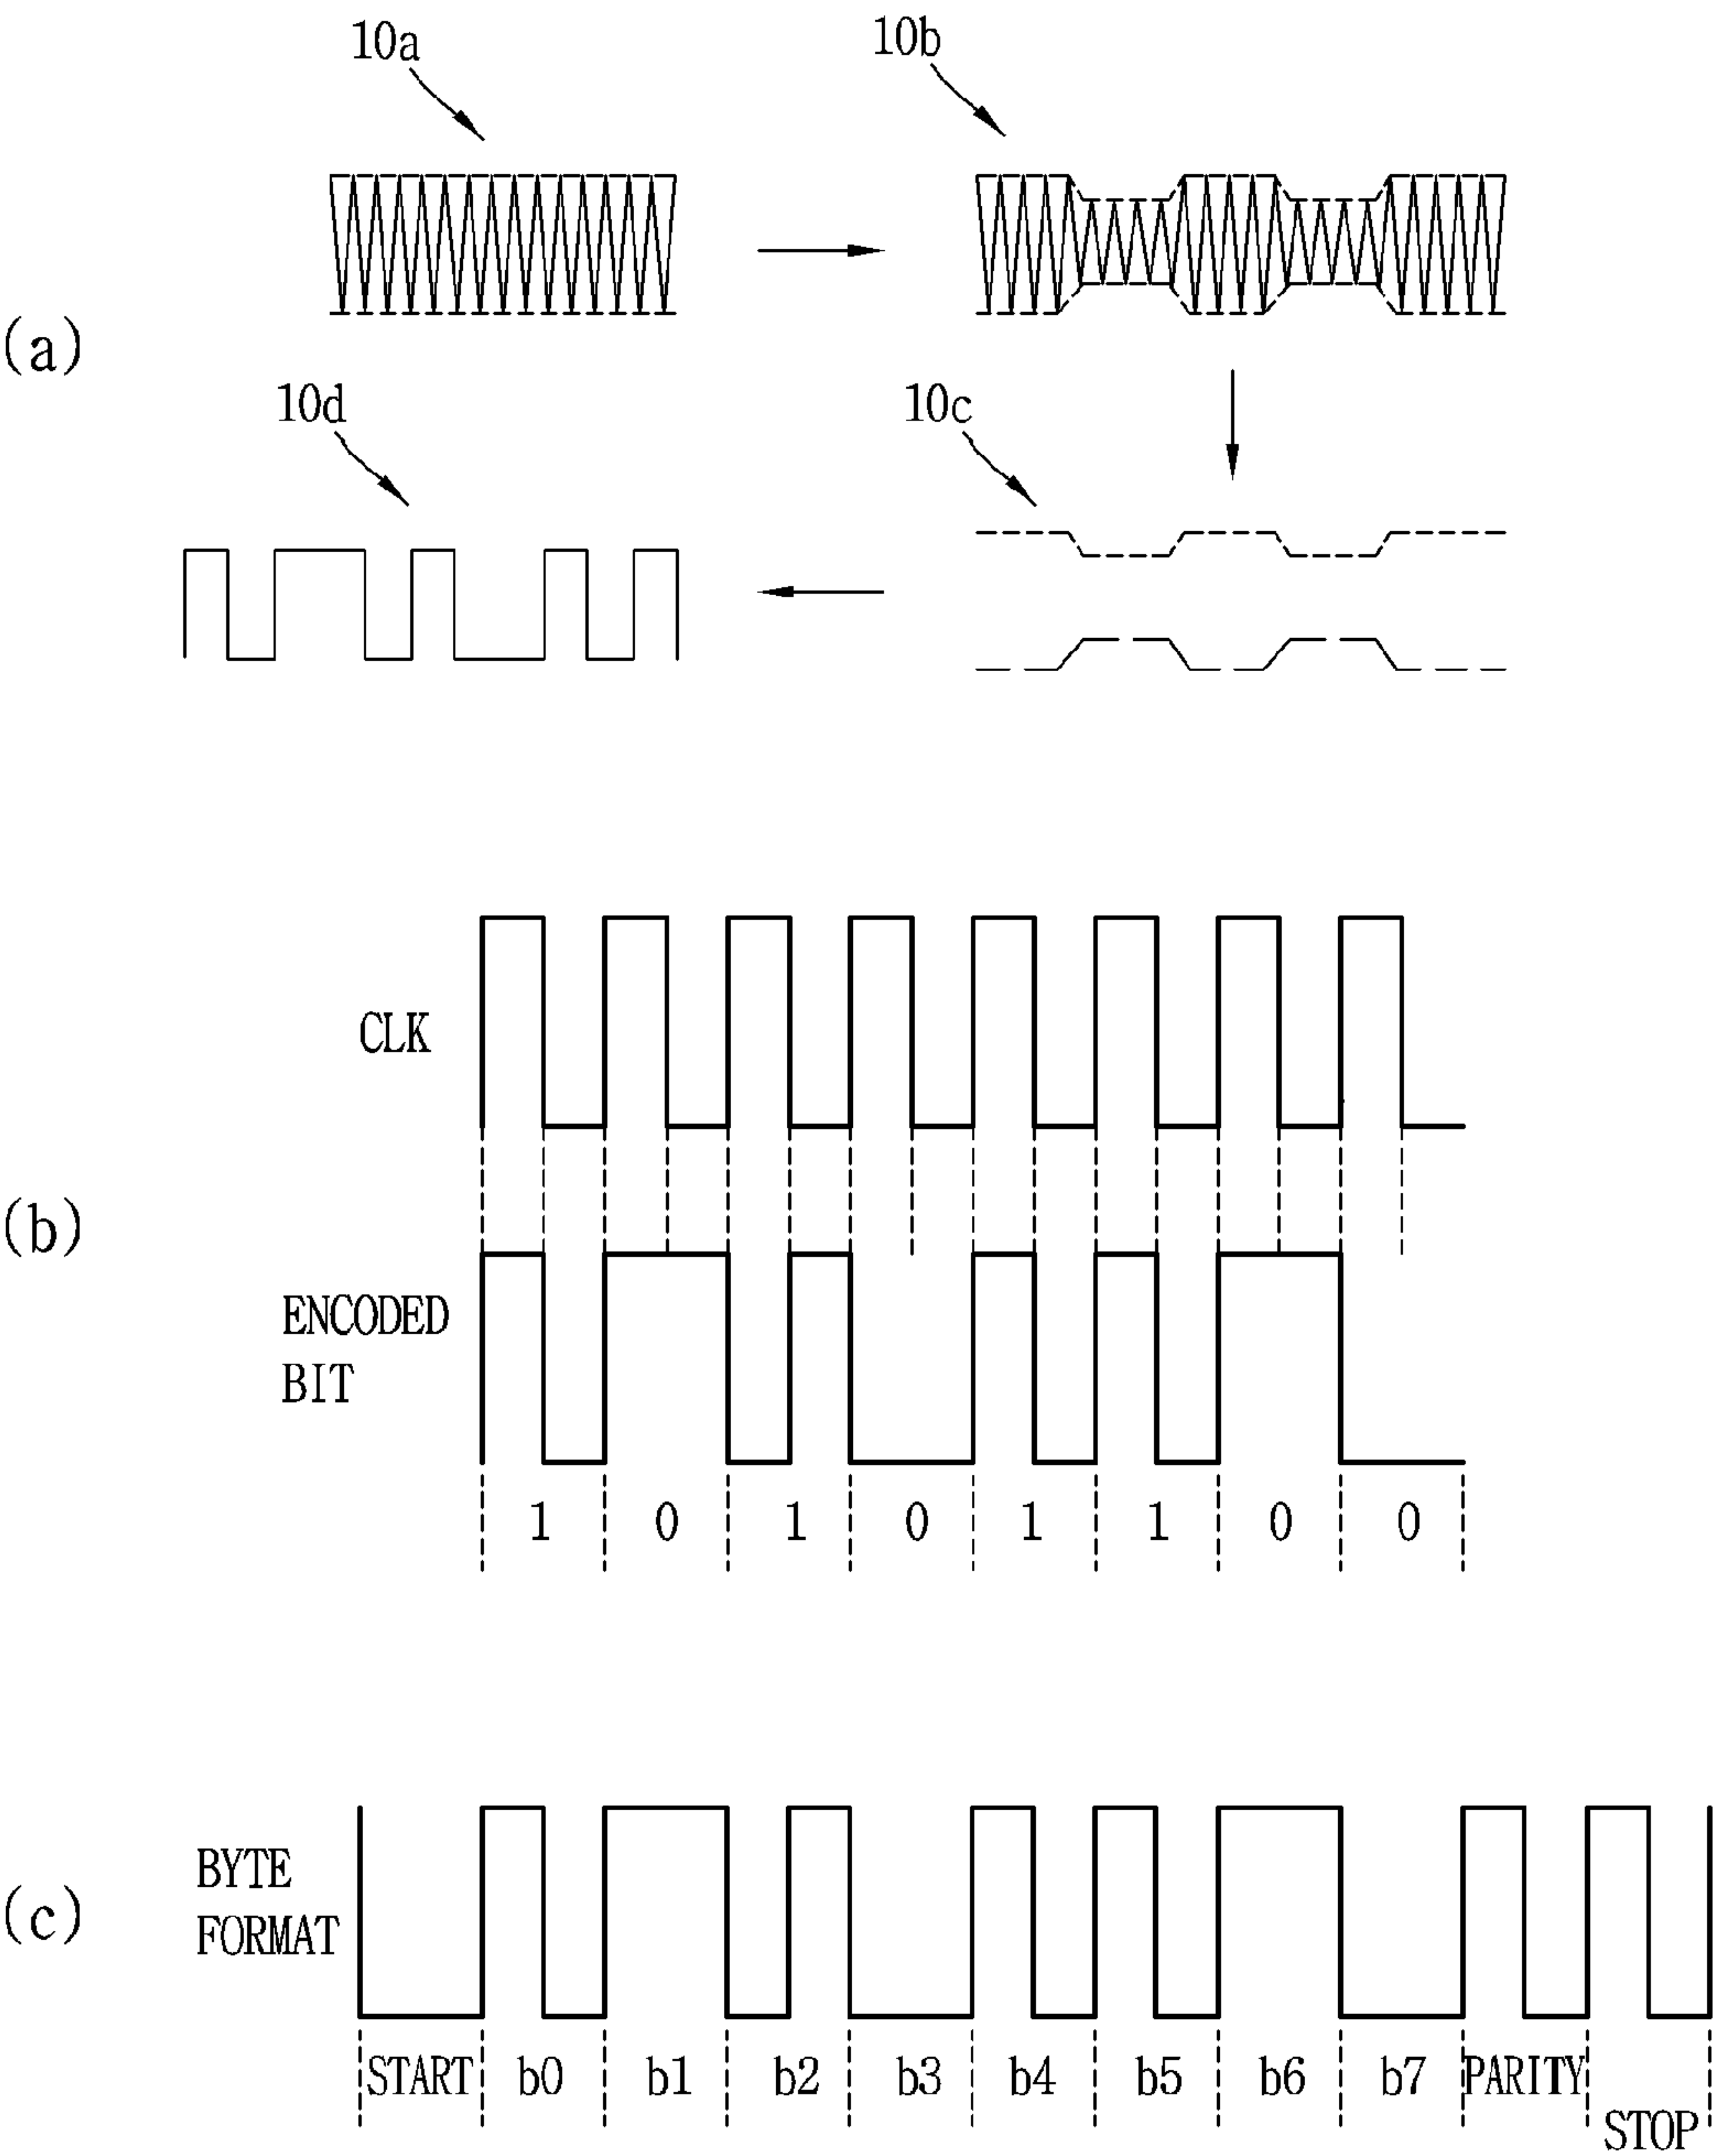 10a
10b
(a)
10d
10c
CLK
(b)
ENCODED
BIT
1 0 1 0 1 1 0 0
(c)
BYTE
FORMAT
START b0 b1 b2 b3 b4 b5 b6 b7 PARITY
STOP